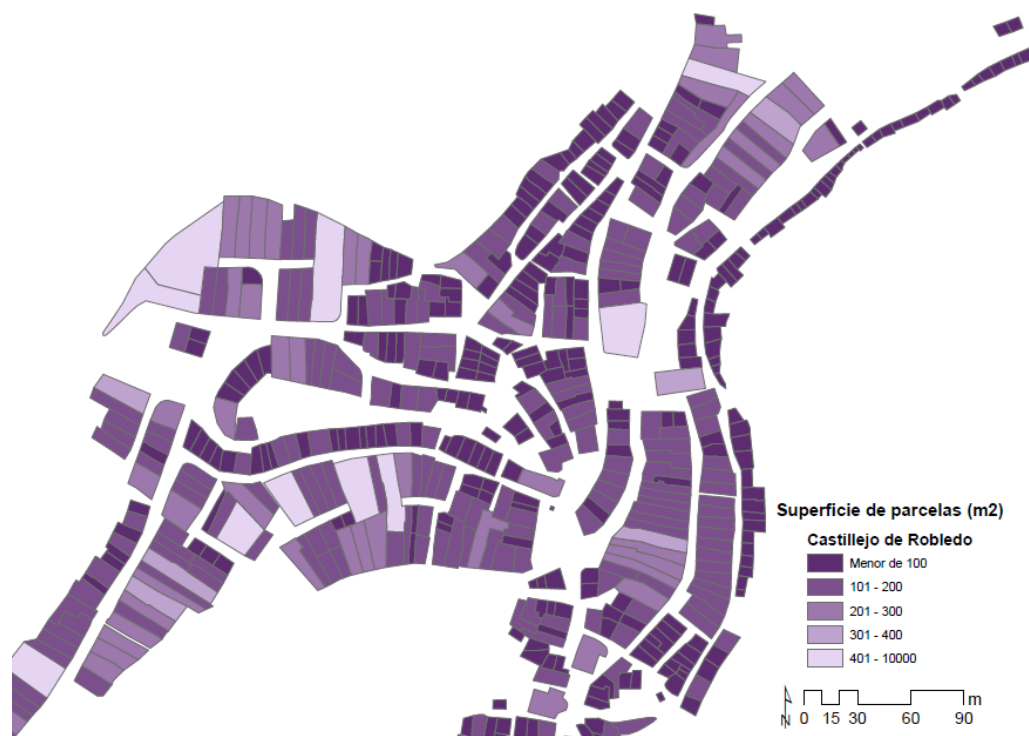 Superficie de parcelas (m2)
Castillejo de Robledo
Menor de 100
101 - 200
201 - 300
301 - 400
401 - 10000
N
m
0 15 30 60 90